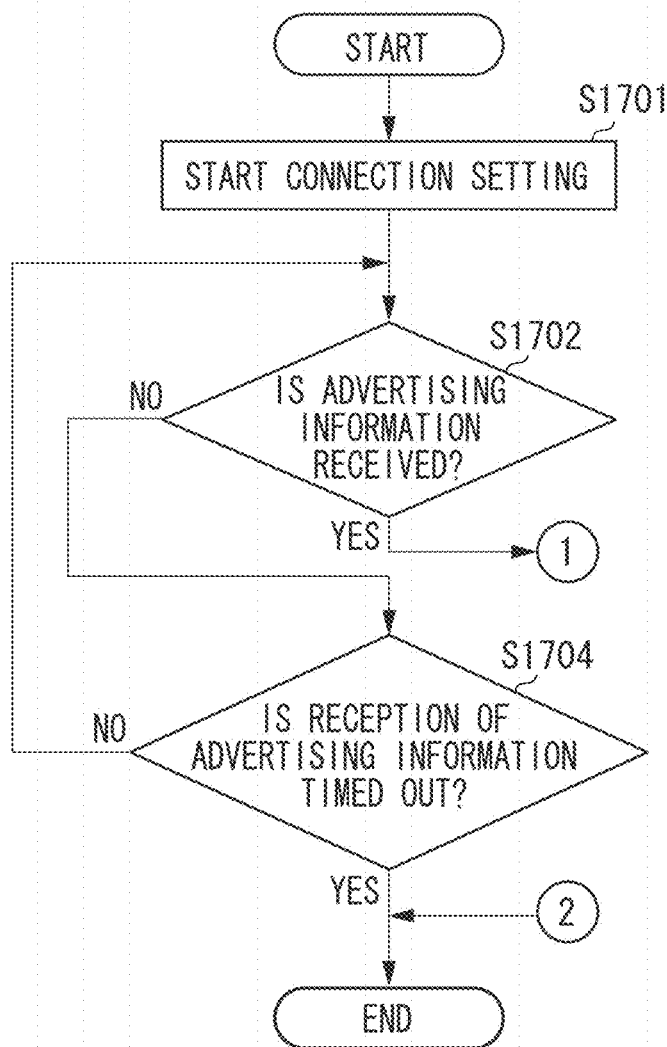 START
S1701
START CONNECTION SETTING
S1702
NO
IS ADVERTISING
INFORMATION
RECEIVED?
YES
1
S1704
NO
IS RECEPTION OF
ADVERTISING INFORMATION
TIMED OUT?
YES
2
END